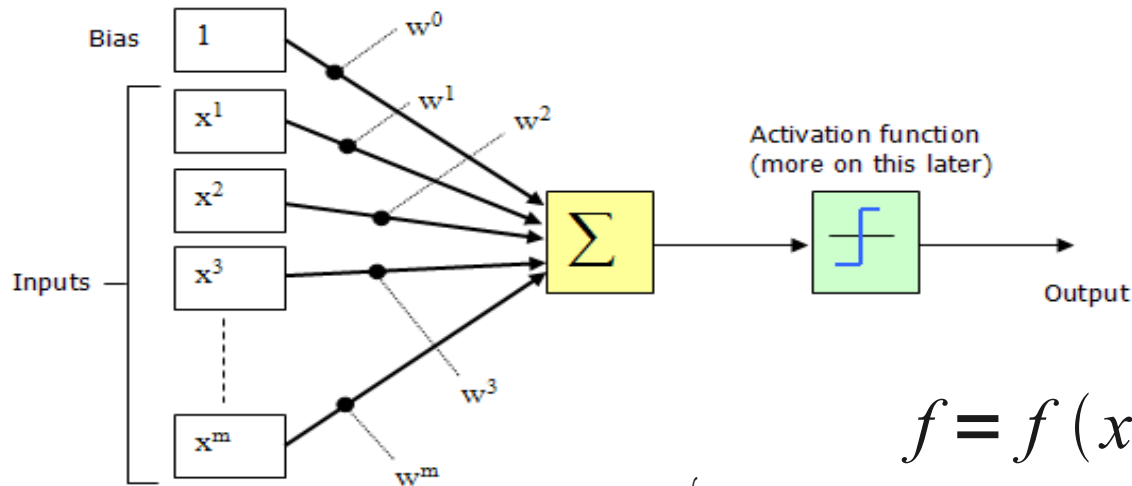 Bias 1 w⁰
x¹ w¹
x² w²
Activation function
(more on this later)
∑
Inputs x³
Output
w³
xᵐ
wᵐ
f = f (x